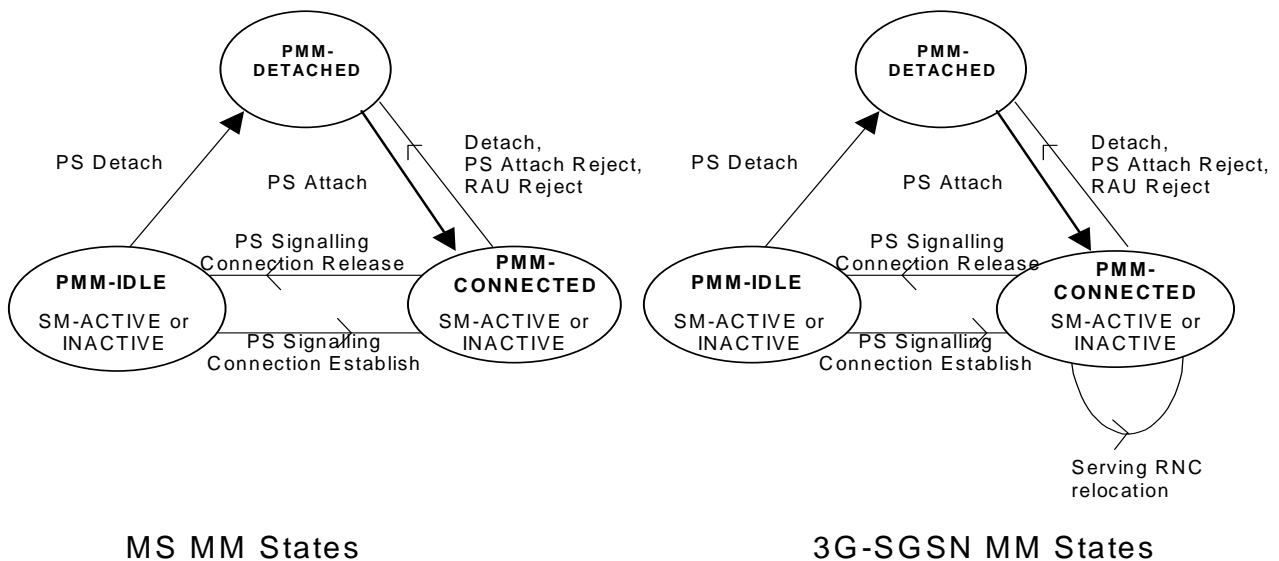 PMM-
DETACHED
PS Detach
PS Attach
Detach,
PS Attach Reject,
RAU Reject
PS Signalling
Connection Release
PMM-IDLE
SM-ACTIVE or
INACTIVE
PMM-
CONNECTED
SM-ACTIVE or
INACTIVE
PS Signalling
Connection Establish
MS MM States
PMM-
DETACHED
PS Detach
PS Attach
Detach,
PS Attach Reject,
RAU Reject
PS Signalling
Connection Release
PMM-IDLE
SM-ACTIVE or
INACTIVE
PMM-
CONNECTED
SM-ACTIVE or
INACTIVE
PS Signalling
Connection Establish
Serving RNC
relocation
3G-SGSN MM States